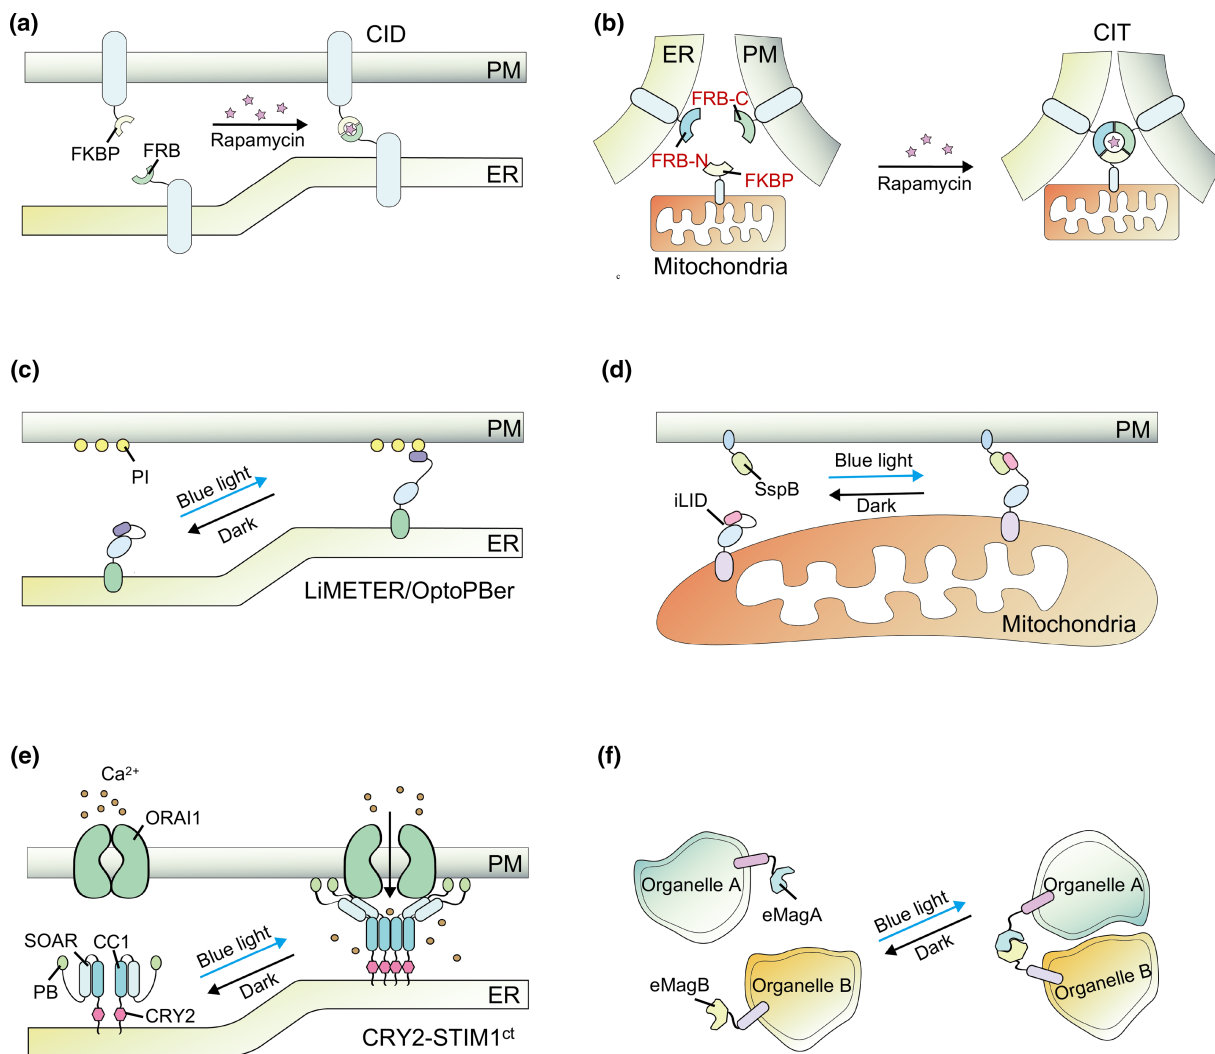 (a)
CID
PM
FKBP
FRB
Rapamycin
ER
(b)
ER
PM
CIT
FRB-C
FRB-N
FKBP
Rapamycin
Mitochondria
c
(c)
PM
PI
Blue light
Dark
ER
LiMETER/OptoPBer
(d)
PM
SspB
Blue light
Dark
iLID
Mitochondria
(e)
Ca²⁺
ORAI1
PM
SOAR
CC1
PB
Blue light
Dark
CRY2
ER
CRY2-STIM1ᶜᵗ
(f)
Organelle A
eMagA
Blue light
Dark
eMagB
Organelle B
Organelle A
Organelle B